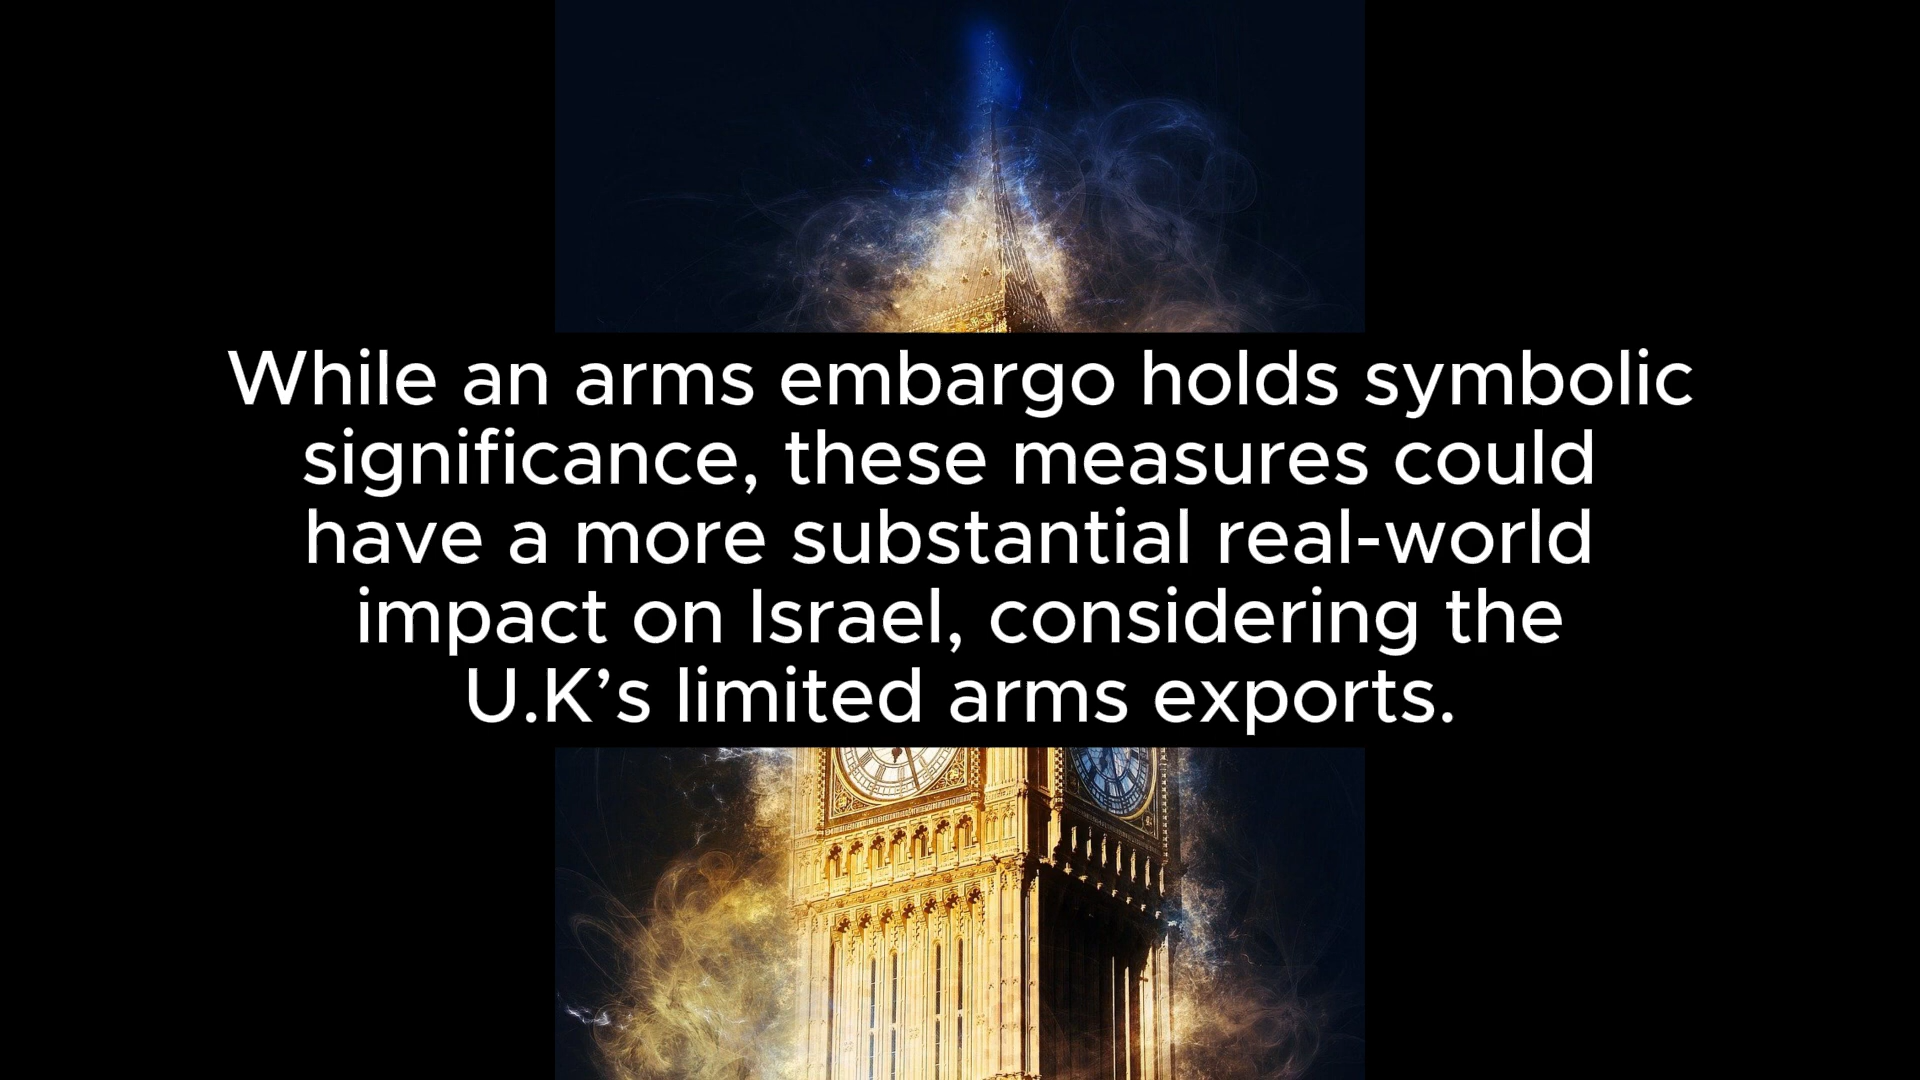 While an arms embargo holds symbolic
significance, these measures could
have a more substantial real-world
impact on Israel, considering the
U.K’s limited arms exports.